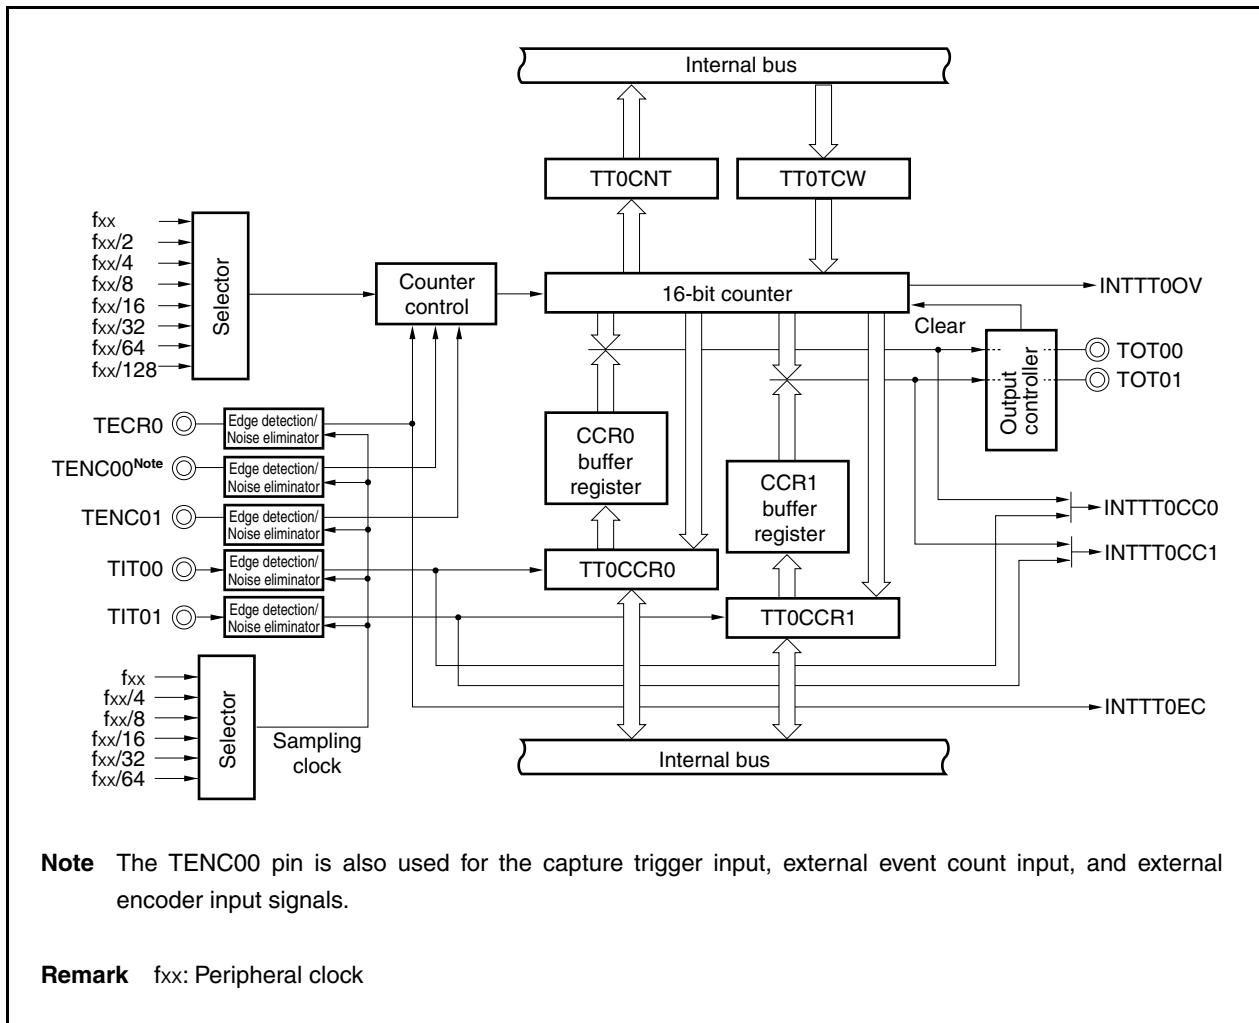 Internal bus
TT0CNT
TT0TCW
fxx
fxx/2
fxx/4
fxx/8
fxx/16
fxx/32
fxx/64
fxx/128
Selector
Counter
control
16-bit counter
INTTT0OV
Clear
Output
controller
TOT00
TOT01
TECR0
Edge detection/
Noise eliminator
TENC00Note
Edge detection/
Noise eliminator
TENC01
Edge detection/
Noise eliminator
TIT00
Edge detection/
Noise eliminator
TIT01
Edge detection/
Noise eliminator
CCR0
buffer
register
CCR1
buffer
register
INTTT0CC0
INTTT0CC1
TT0CCR0
TT0CCR1
fxx
fxx/4
fxx/8
fxx/16
fxx/32
fxx/64
Selector
Sampling
clock
INTTT0EC
Internal bus
Note The TENC00 pin is also used for the capture trigger input, external event count input, and external
encoder input signals.
Remark fxx: Peripheral clock